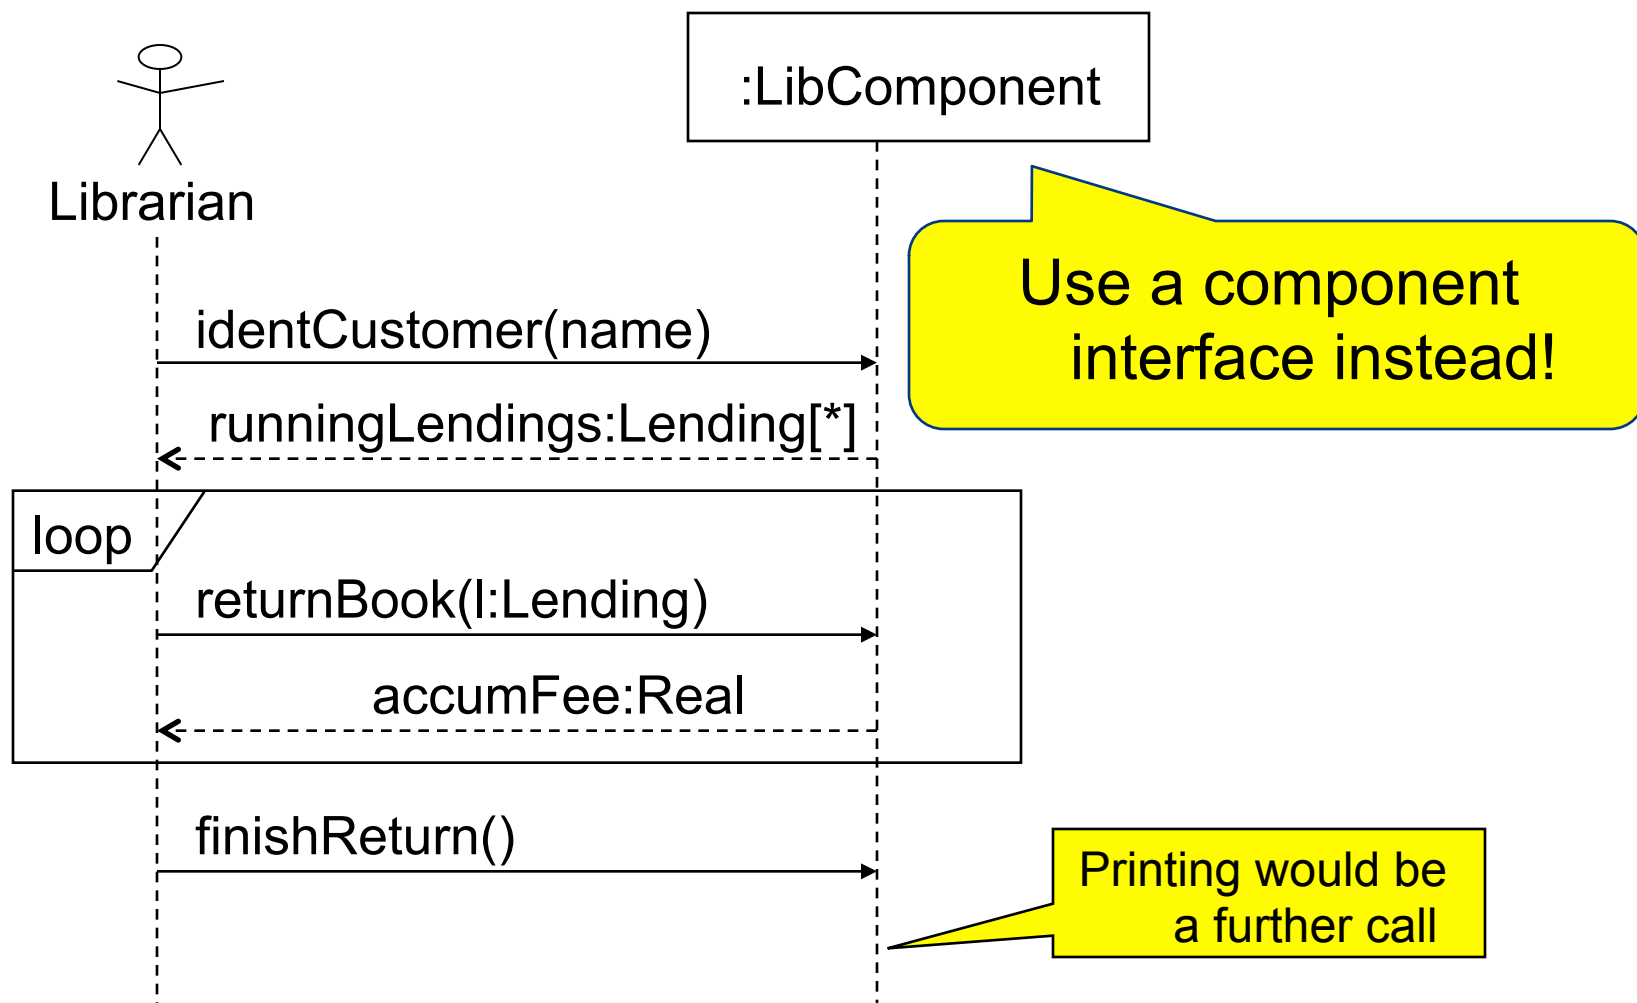 :LibComponent
Librarian
Use a component
interface instead!
identCustomer(name)
runningLendings:Lending[*]
loop
returnBook(l:Lending)
accumFee:Real
finishReturn()
Printing would be
a further call